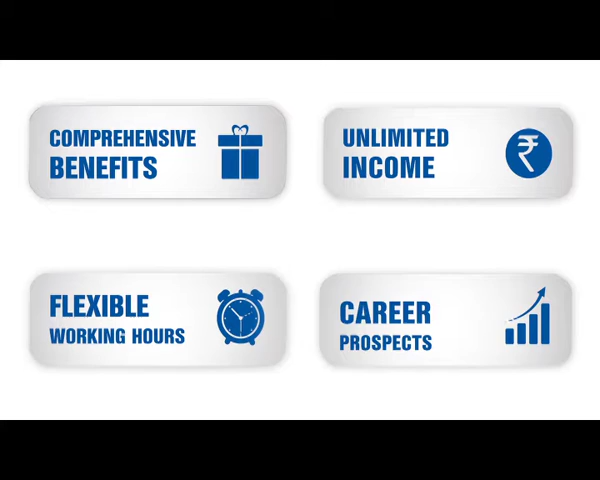 COMPREHENSIVE
BENEFITS
UNLIMITED
INCOME
₹
FLEXIBLE
WORKING HOURS
CAREER
PROSPECTS